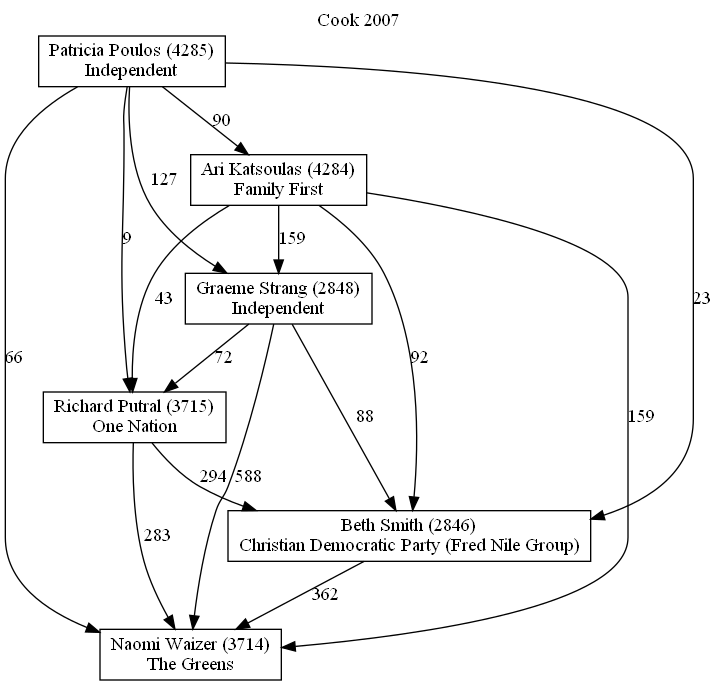 Cook 2007
Patricia Poulos (4285)
Independent
90
Ari Katsoulas (4284)
Family First
127
9
159
Graeme Strang (2848)
Independent
43
23
66
72
92
159
Richard Putral (3715)
One Nation
88
294
588
Beth Smith (2846)
Christian Democratic Party (Fred Nile Group)
283
362
Naomi Waizer (3714)
The Greens